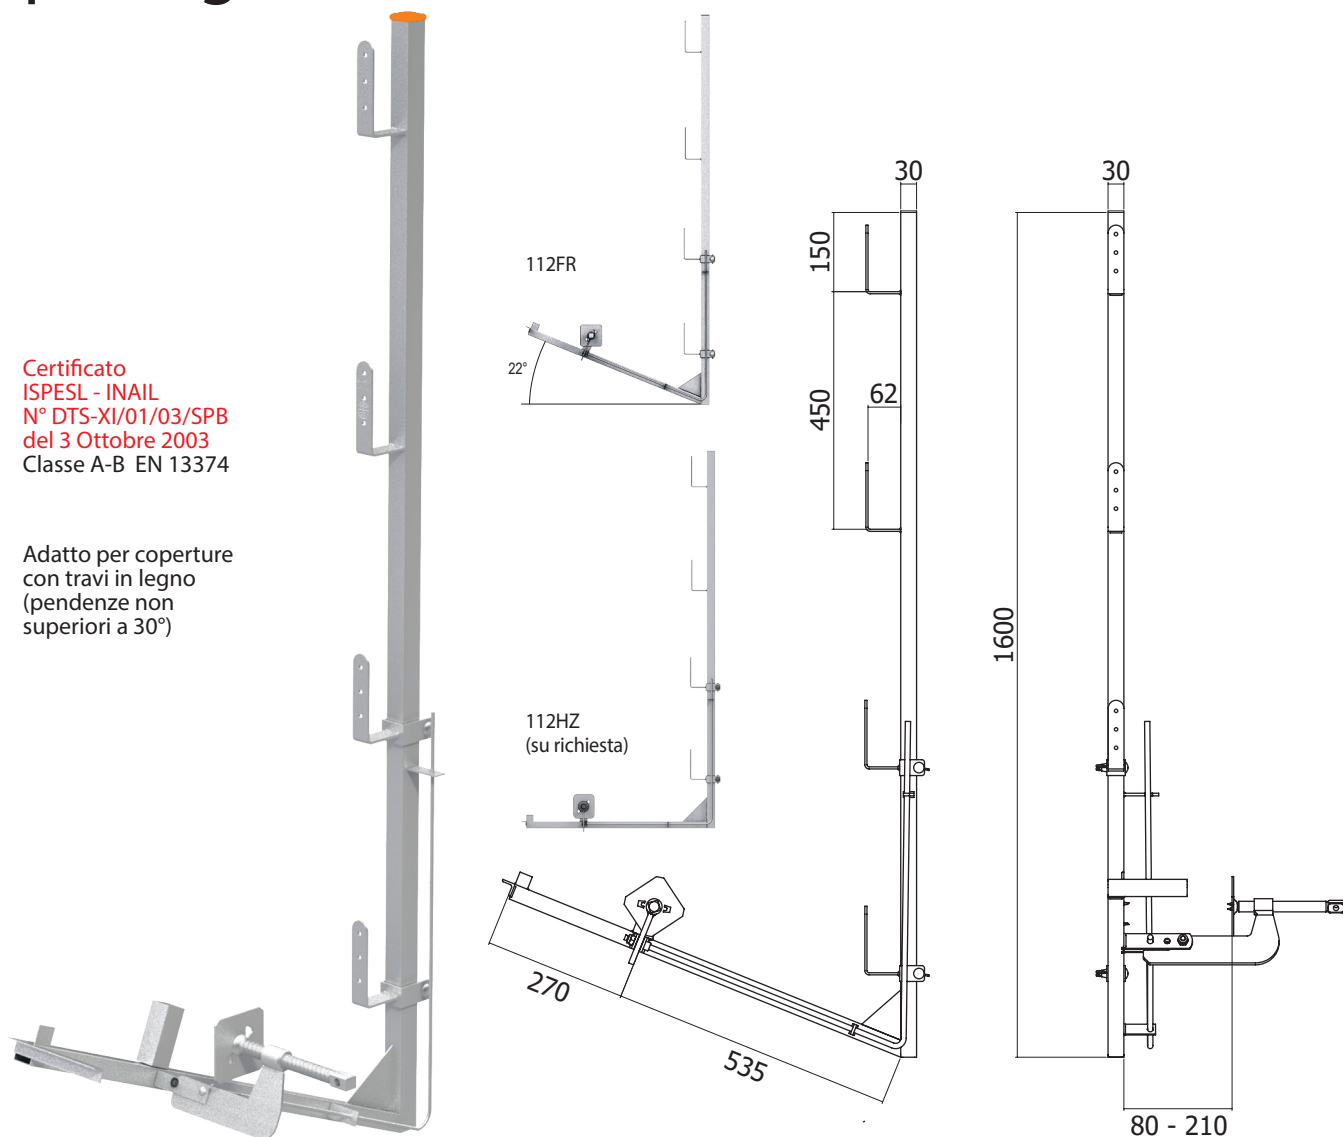 Certificato
ISPESL - INAIL
N° DTS-XI/01/03/SPB
del 3 Ottobre 2003
Classe A-B EN 13374
Adatto per coperture
con travi in legno
(pendenze non
superiori a 30°)
112FR
22°
112HZ
(su richiesta)
30
150
450
62
270
535
30
1600
80 - 210